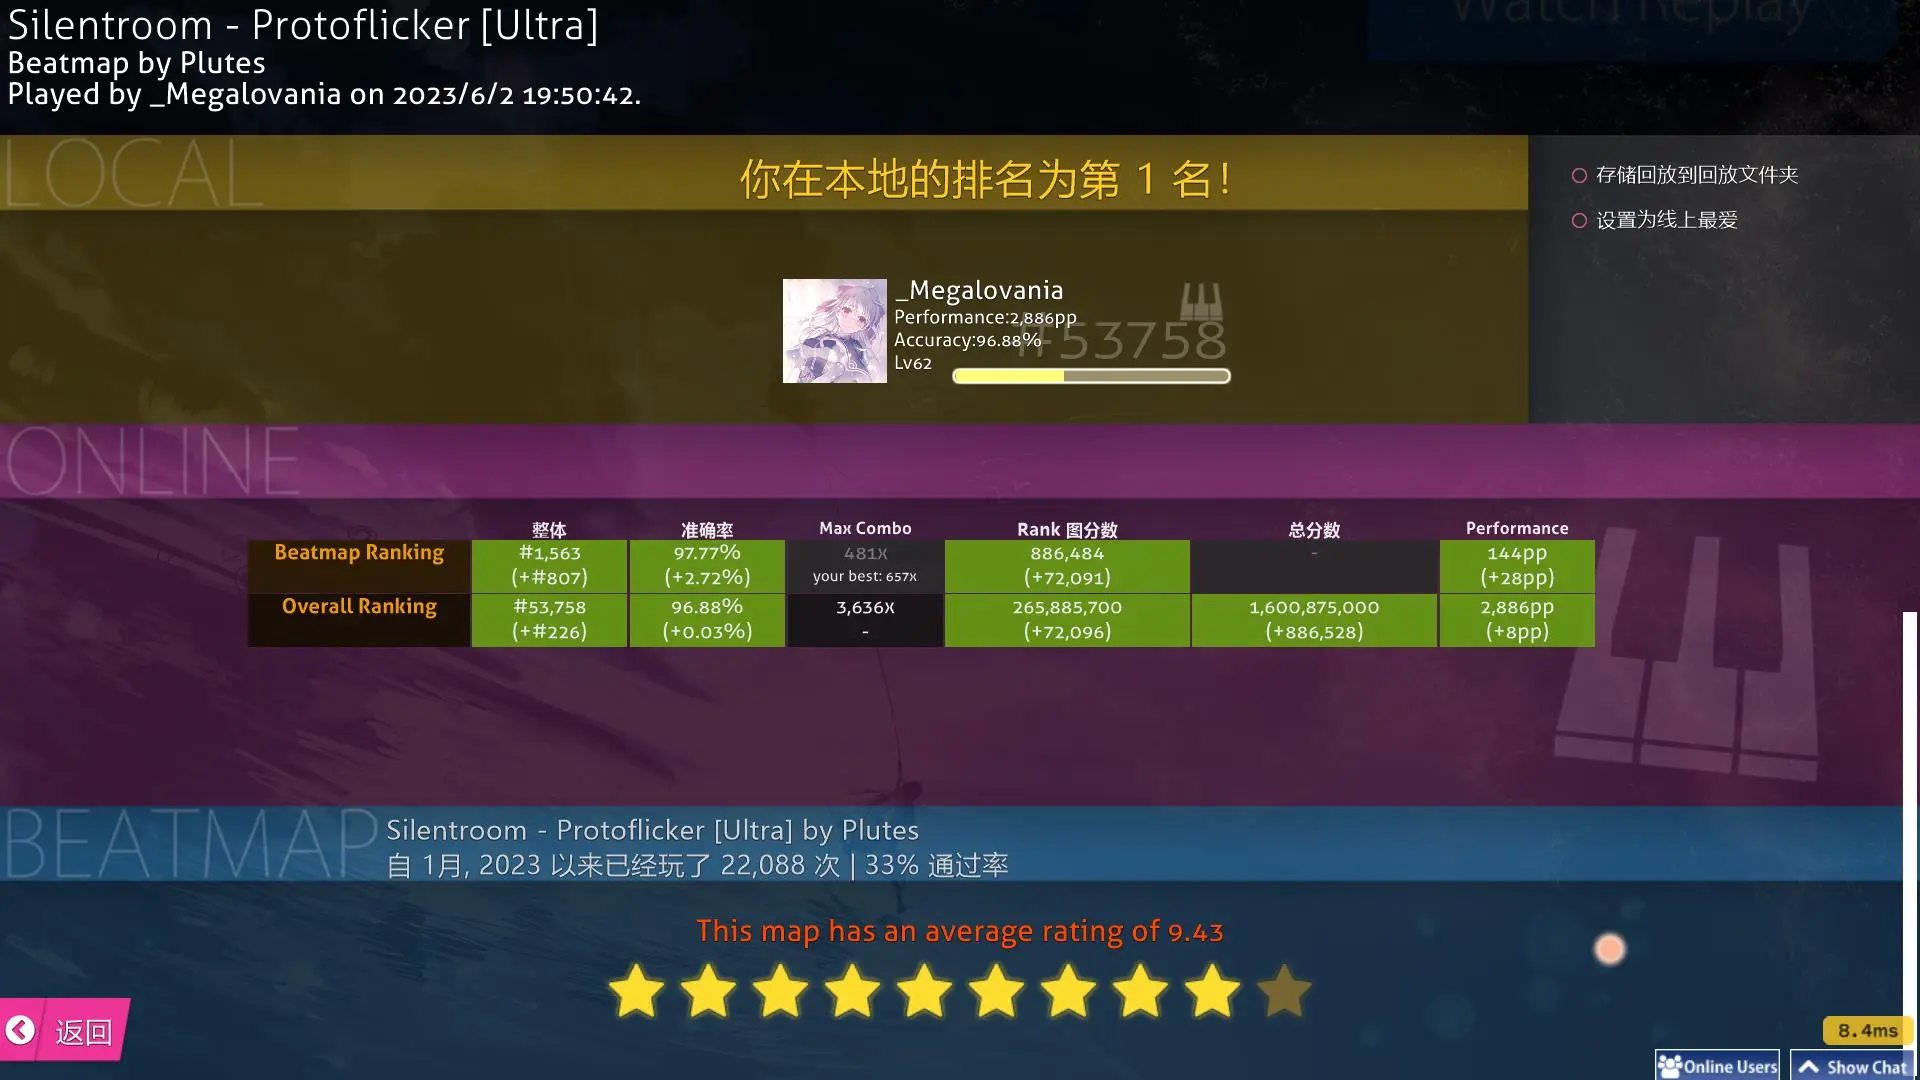 Silentroom - Protoflicker [Ultra]
Beatmap by Plutes
Played by _Megalovania on 2023/6/2 19:50:42.
Watch Replay
LOCAL
你在本地的排名为第 1 名！
存储回放到回放文件夹
设置为线上最爱
_Megalovania
Performance:2,886pp
#53758
Accuracy:96.88%
Lv62
ONLINE
整体 准确率 Max Combo Rank 图分数 总分数 Performance
Beatmap Ranking #1,563 97.77% 481x 886,484 - 144pp
(+#807) (+2.72%) your best: 657x (+72,091) (+28pp)
Overall Ranking #53,758 96.88% 3,636x 265,885,700 1,600,875,000 2,886pp
(+#226) (+0.03%) - (+72,096) (+886,528) (+8pp)
BEATMAP
Silentroom - Protoflicker [Ultra] by Plutes
自 1月, 2023 以来已经玩了 22,088 次 | 33% 通过率
This map has an average rating of 9.43
返回
8.4ms
Online Users
Show Chat